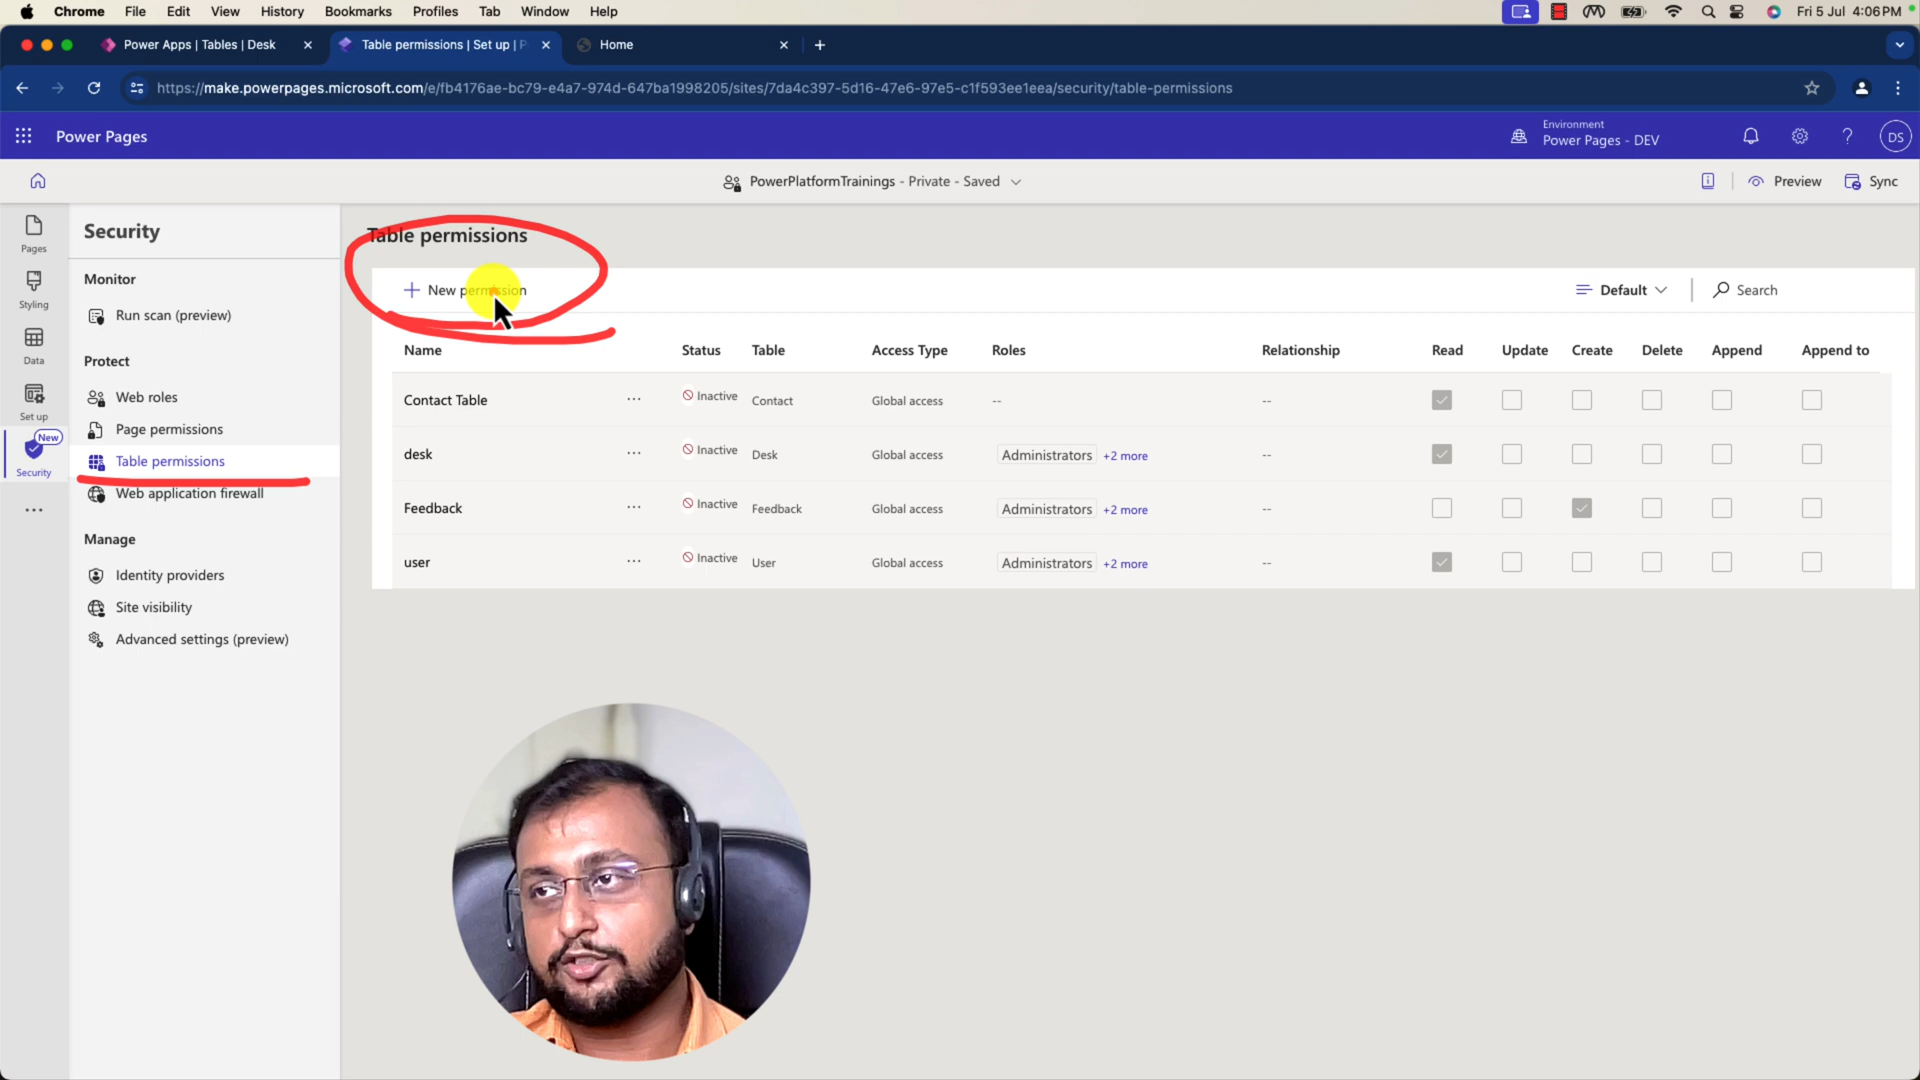 Chrome File Edit View History Bookmarks Profiles Tab Window Help Fri 5 Jul 4:06 PM
Power Apps | Tables | Desk Table permissions | Set up | P Home
https://make.powerpages.microsoft.com/e/fb4176ae-bc79-e4a7-974d-647ba1998205/sites/7da4c397-5d16-47e6-97e5-c1f593ee1eea/security/table-permissions
Power Pages
Environment
Power Pages - DEV
DS
PowerPlatformTrainings - Private - Saved Preview Sync
Pages
Styling
Data
Set up
New
Security
Security
Monitor
Run scan (preview)
Protect
Web roles
Page permissions
Table permissions
Web application firewall
Manage
Identity providers
Site visibility
Advanced settings (preview)
Table permissions
New permission Default Search
Name Status Table Access Type Roles Relationship Read Update Create Delete Append Append to
Contact Table ... Inactive Contact Global access -- --
desk ... Inactive Desk Global access Administrators +2 more --
Feedback ... Inactive Feedback Global access Administrators +2 more --
user ... Inactive User Global access Administrators +2 more --